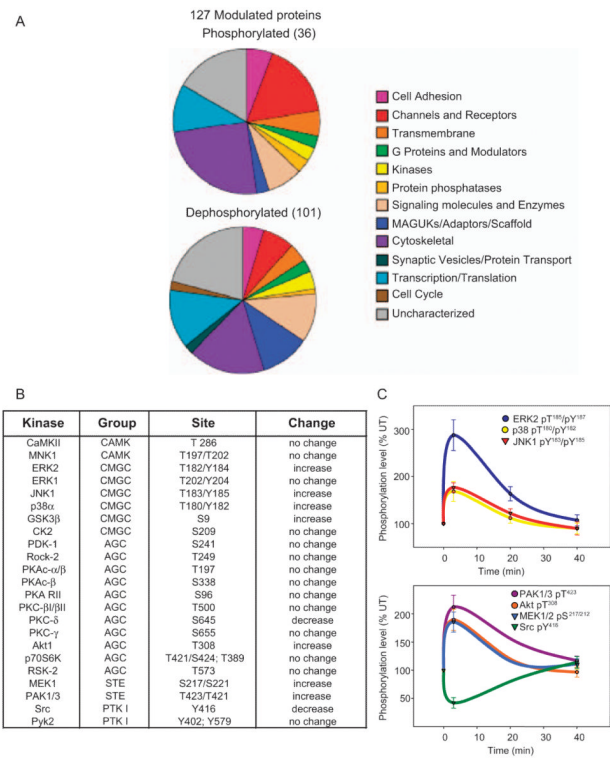 A
127 Modulated proteins
Phosphorylated (36)
Dephosphorylated (101)
Cell Adhesion
Channels and Receptors
Transmembrane
G Proteins and Modulators
Kinases
Protein phosphatases
Signaling molecules and Enzymes
MAGUKs/Adaptors/Scaffold
Cytoskeletal
Synaptic Vesicles/Protein Transport
Transcription/Translation
Cell Cycle
Uncharacterized
B
Kinase Group Site Change
CaMKII CAMK T 286 no change
MNK1 CAMK T197/T202 no change
ERK2 CMGC T182/Y184 increase
ERK1 CMGC T202/Y204 no change
JNK1 CMGC T183/Y185 increase
p38α CMGC T180/Y182 increase
GSK3β CMGC S9 increase
CK2 CMGC S209 no change
PDK-1 AGC S241 no change
Rock-2 AGC T249 no change
PKAc-α/β AGC T197 no change
PKAc-β AGC S338 no change
PKA RII AGC S96 no change
PKC-βI/βII AGC T500 no change
PKC-δ AGC S645 decrease
PKC-γ AGC S655 no change
Akt1 AGC T308 increase
p70S6K AGC T421/S424; T389 no change
RSK-2 AGC T573 no change
MEK1 STE S217/S221 increase
PAK1/3 STE T423/T421 increase
Src PTK I Y416 decrease
Pyk2 PTK I Y402; Y579 no change
C
Phosphorylation level (% UT)
300
200
100
ERK2 pT185/pY187
p38 pT180/pY182
JNK1 pY183/pY185
0 20 40
Time (min)
Phosphorylation level (% UT)
200
150
100
50
PAK1/3 pT423
Akt pT308
MEK1/2 pS217/212
Src pY416
0 20 40
Time (min)